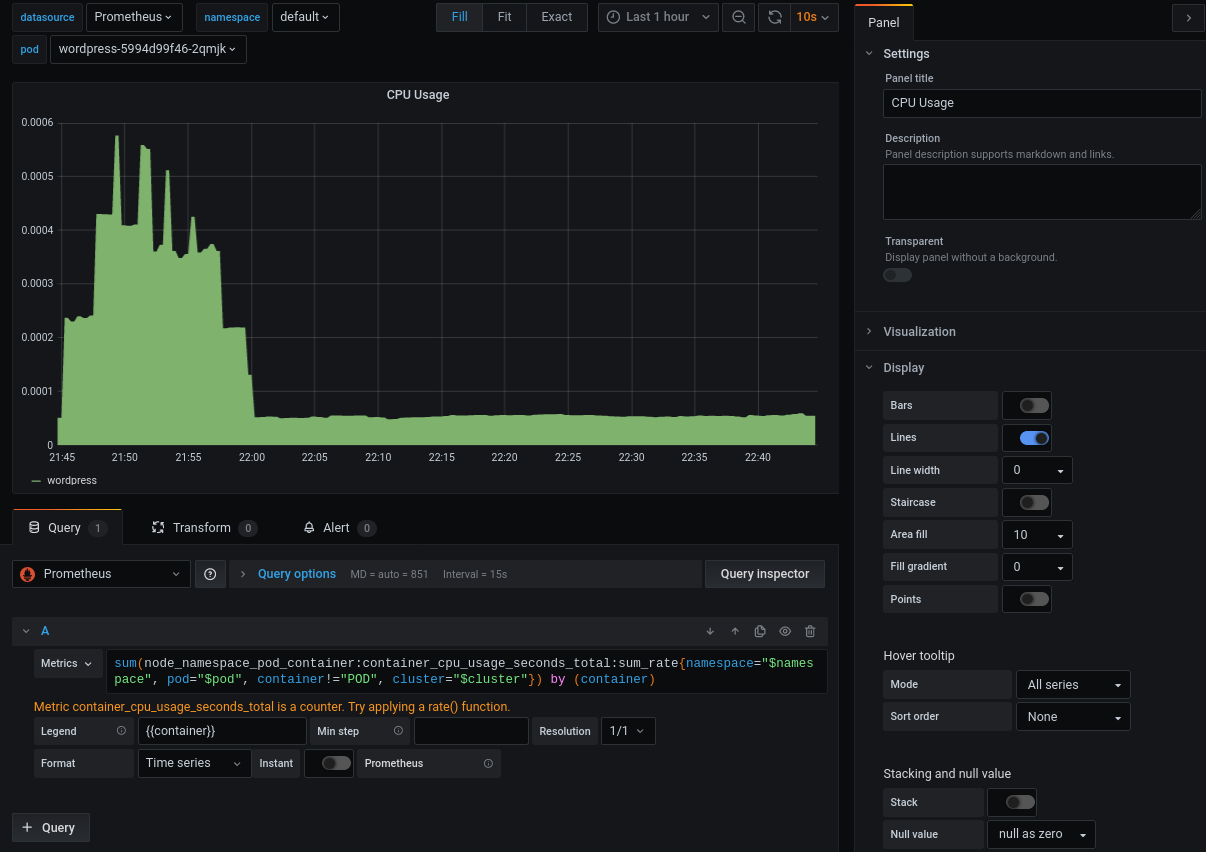 datasource Prometheus namespace default Fill Fit Exact Last 1 hour 10s
pod wordpress-5994d99f46-2qmjk
CPU Usage
0.0006
0.0005
0.0004
0.0003
0.0002
0.0001
0
21:45 21:50 21:55 22:00 22:05 22:10 22:15 22:20 22:25 22:30 22:35 22:40
wordpress
Query 1 Transform 0 Alert 0
Prometheus Query options MD = auto = 851 Interval = 15s Query inspector
A
Metrics
sum(node_namespace_pod_container:container_cpu_usage_seconds_total:sum_rate{namespace="$names
pace", pod="$pod", container!="POD", cluster="$cluster"}) by (container)
Metric container_cpu_usage_seconds_total is a counter. Try applying a rate() function.
Legend {{container}} Min step Resolution 1/1
Format Time series Instant Prometheus
+ Query
Panel
Settings
Panel title
CPU Usage
Description
Panel description supports markdown and links.
Transparent
Display panel without a background.
Visualization
Display
Bars
Lines
Line width 0
Staircase
Area fill 10
Fill gradient 0
Points
Hover tooltip
Mode All series
Sort order None
Stacking and null value
Stack
Null value null as zero